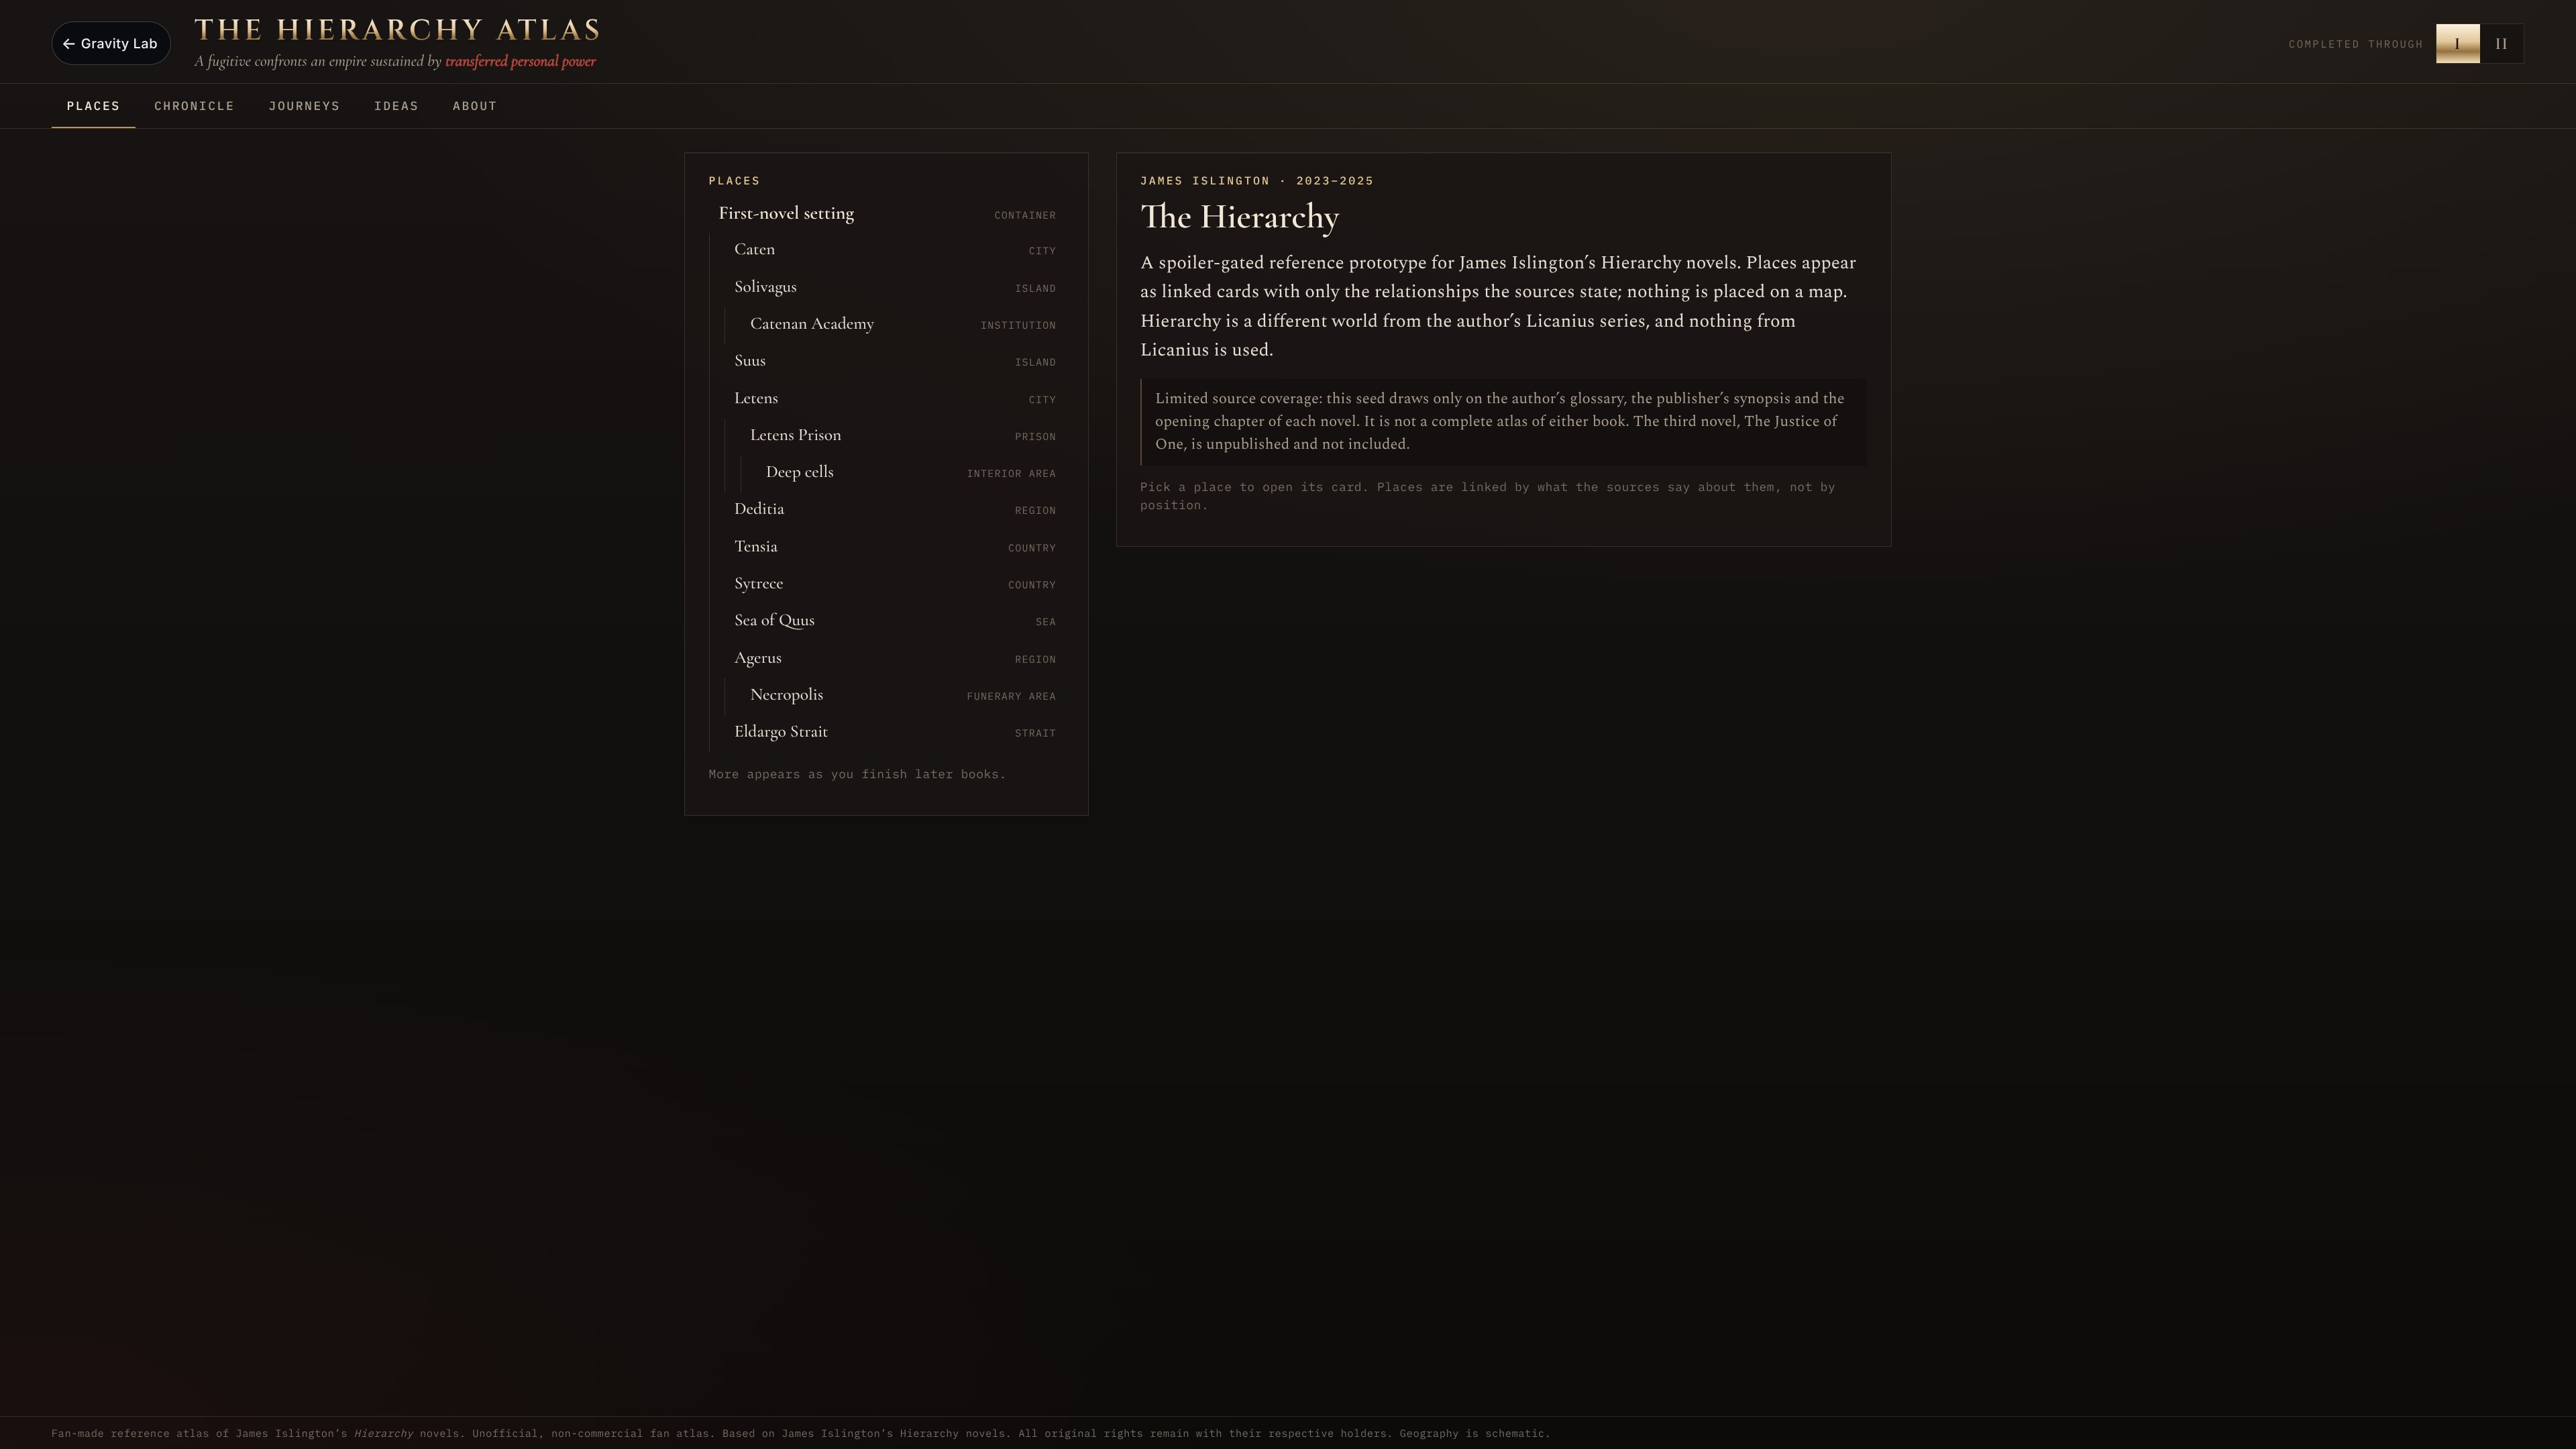 ← Gravity Lab
THE HIERARCHY ATLAS
A fugitive confronts an empire sustained by transferred personal power
COMPLETED THROUGH
I
II
PLACES
CHRONICLE
JOURNEYS
IDEAS
ABOUT
PLACES
First-novel setting CONTAINER
Caten CITY
Solivagus ISLAND
Catenan Academy INSTITUTION
Suus ISLAND
Letens CITY
Letens Prison PRISON
Deep cells INTERIOR AREA
Deditia REGION
Tensia COUNTRY
Sytrece COUNTRY
Sea of Quus SEA
Agerus REGION
Necropolis FUNERARY AREA
Eldargo Strait STRAIT
More appears as you finish later books.
JAMES ISLINGTON · 2023–2025
The Hierarchy
A spoiler-gated reference prototype for James Islington’s Hierarchy novels. Places appear
as linked cards with only the relationships the sources state; nothing is placed on a map.
Hierarchy is a different world from the author’s Licanius series, and nothing from
Licanius is used.
Limited source coverage: this seed draws only on the author’s glossary, the publisher’s synopsis and the
opening chapter of each novel. It is not a complete atlas of either book. The third novel, The Justice of
One, is unpublished and not included.
Pick a place to open its card. Places are linked by what the sources say about them, not by
position.
Fan-made reference atlas of James Islington’s Hierarchy novels. Unofficial, non-commercial fan atlas. Based on James Islington’s Hierarchy novels. All original rights remain with their respective holders. Geography is schematic.